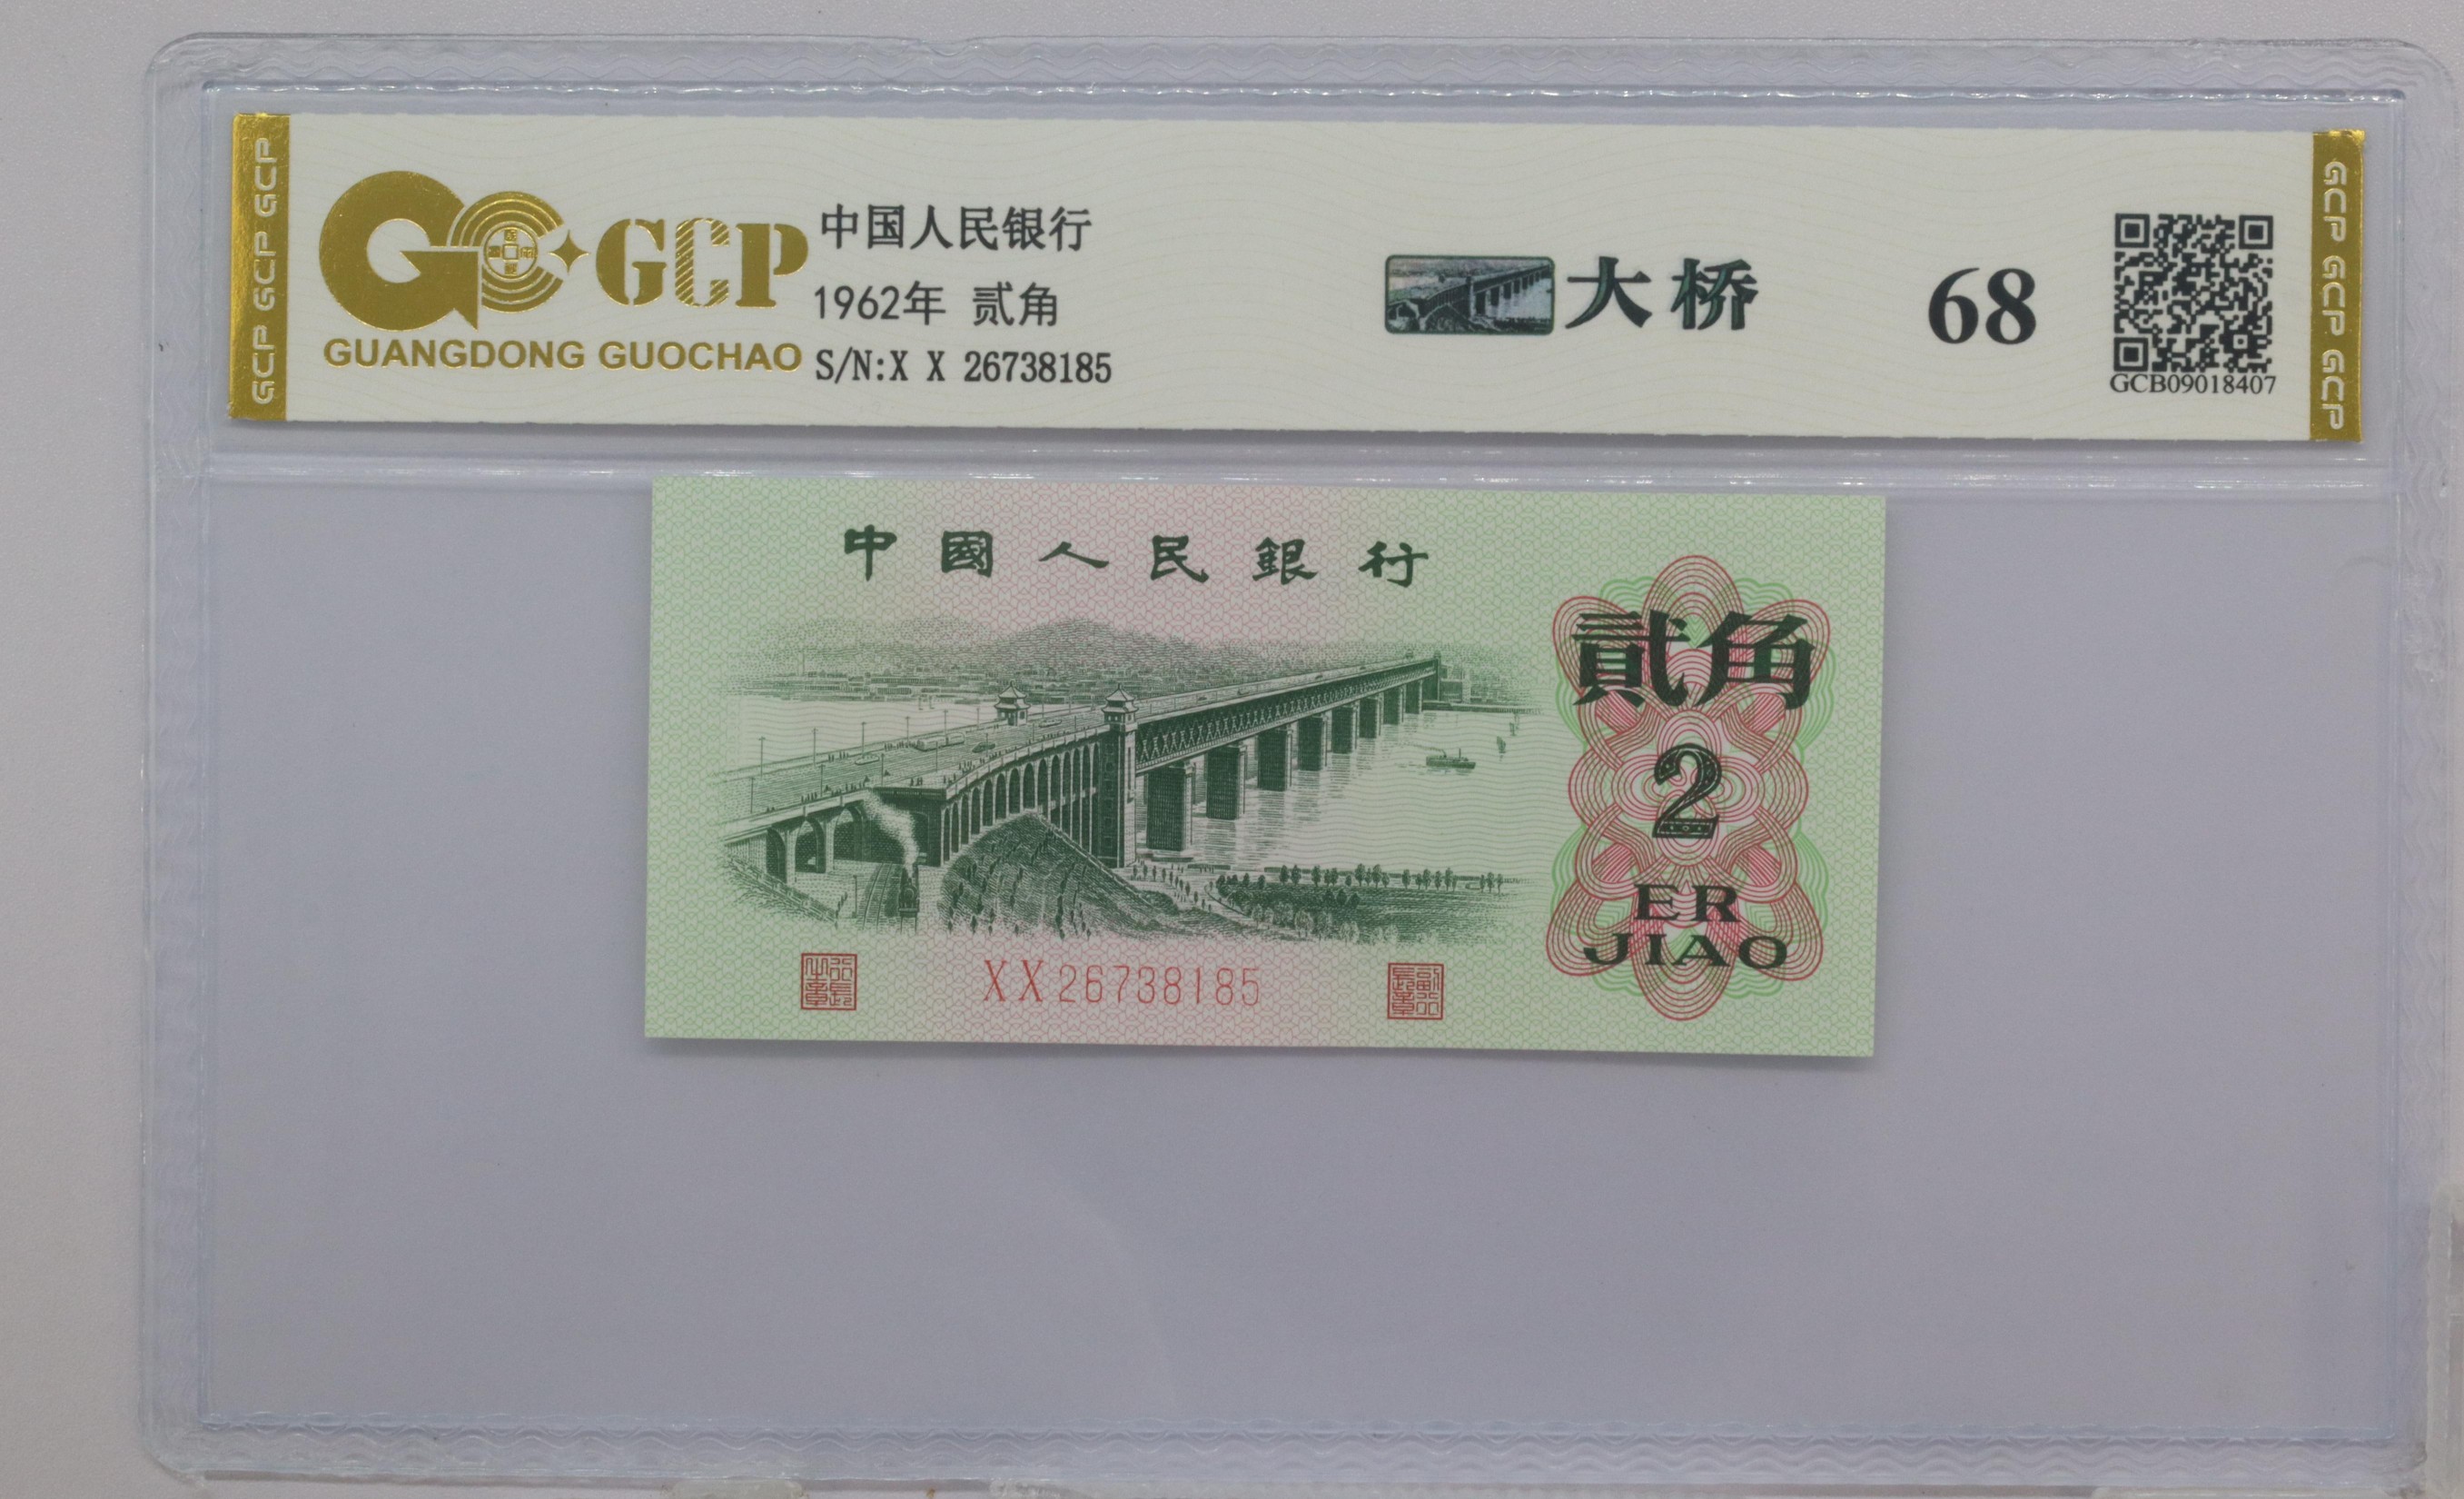 GCP GCP GCP
GCP
GUANGDONG GUOCHAO
中国人民银行
1962年 贰角
S/N:X X 26738185
大桥
68
GCB09018407
GCP GCP GCP
中國人民銀行
貳角
2
ER
JIAO
XX26738185